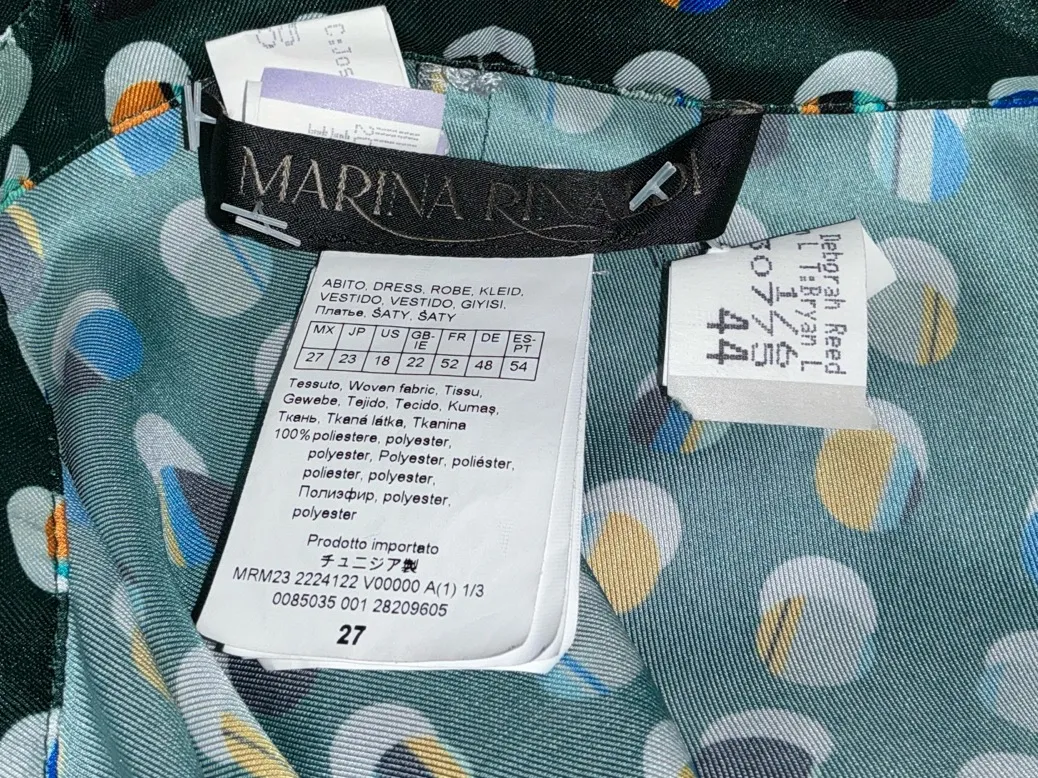 MARINA RINALDI
ABITO, DRESS, ROBE, KLEID,
VESTIDO, VESTIDO, GIYISI,
Платье, ŠATY, ŠATY
MX JP US GB-IE FR DE ES-PT
27 23 18 22 52 48 54
Tessuto, Woven fabric, Tissu,
Gewebe, Tejido, Tecido, Kumaş,
Ткань, Tkaná látka, Tkanina
100% poliestere, polyester,
polyester, Polyester, poliéster,
poliester, polyester,
Полиэфир, polyester,
polyester
Prodotto importato
チュニジア製
MRM23 2224122 V00000 A(1) 1/3
0085035 001 28209605
27
Deborah Reed
T:Ryan L
44
C:Jos